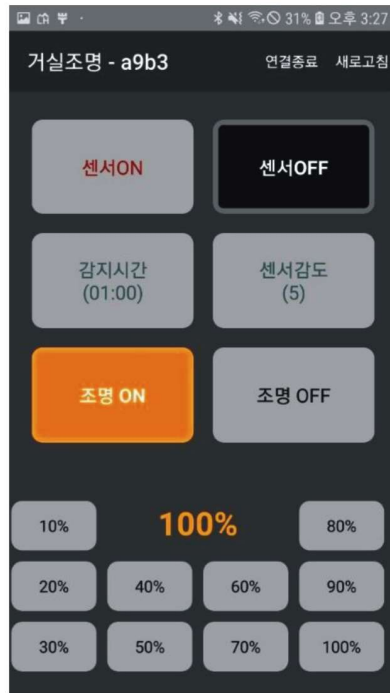 31% 오후 3:27
거실조명 - a9b3 연결종료 새로고침
센서ON 센서OFF
감지시간 센서감도
(01:00) (5)
조명 ON 조명 OFF
10% 100% 80%
20% 40% 60% 90%
30% 50% 70% 100%